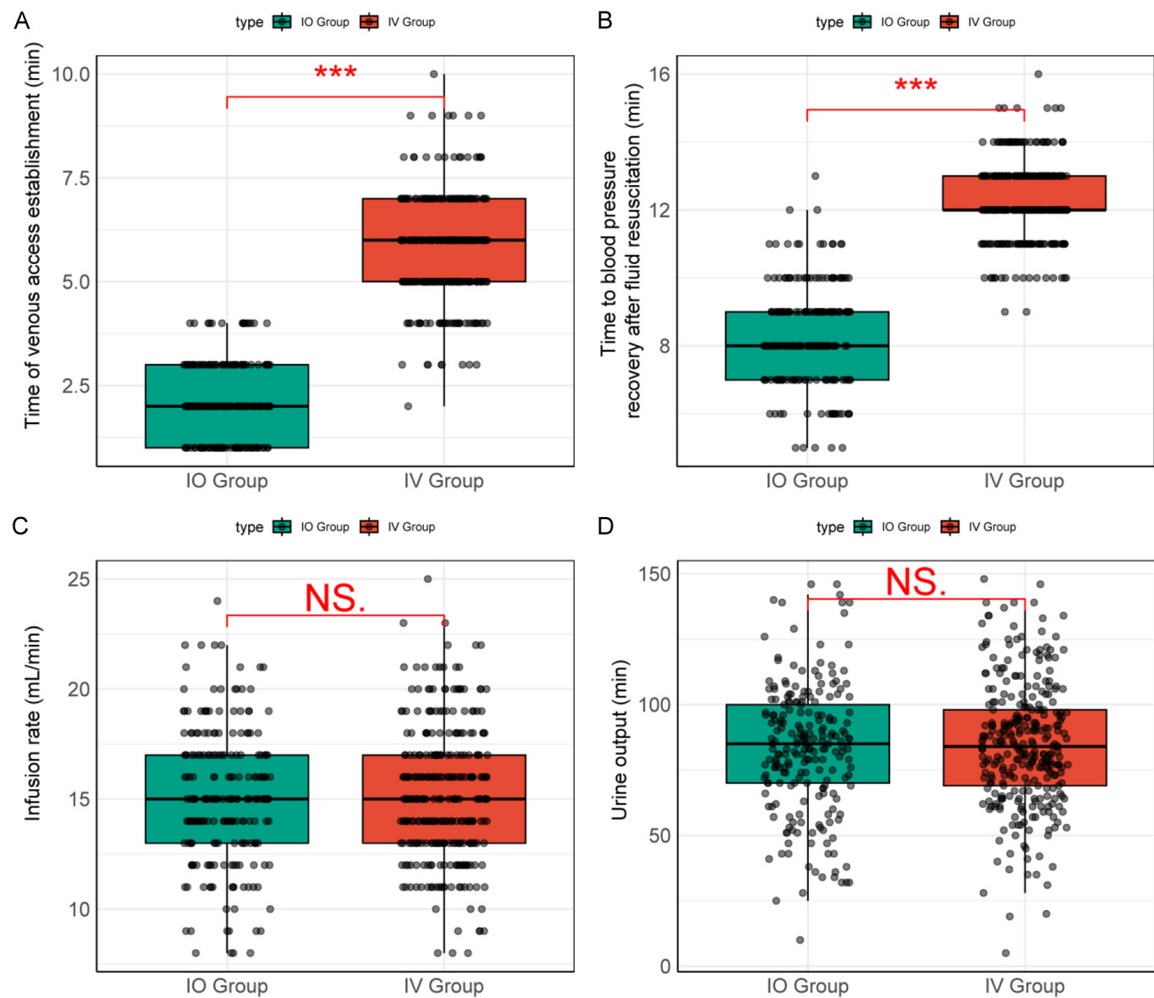 A
type IO Group IV Group
Time of venous access establishment (min)
10.0
7.5
5.0
2.5
***
IO Group IV Group
B
type IO Group IV Group
Time to blood pressure
recovery after fluid resuscitation (min)
16
12
8
***
IO Group IV Group
C
type IO Group IV Group
Infusion rate (mL/min)
25
20
15
10
NS.
IO Group IV Group
D
type IO Group IV Group
Urine output (min)
150
100
50
0
NS.
IO Group IV Group